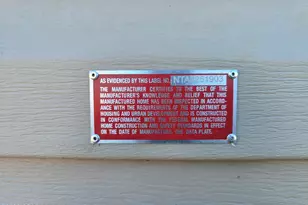 AS EVIDENCED BY THIS LABEL NO. NTA
THE MANUFACTURER CERTIFIES TO THE BEST OF THE
MANUFACTURER'S KNOWLEDGE AND BELIEF THAT THIS
MANUFACTURED HOME HAS BEEN INSPECTED IN ACCORD-
ANCE WITH THE REQUIREMENTS OF THE DEPARTMENT OF
HOUSING AND URBAN DEVELOPMENT AND IS CONSTRUCTED
IN CONFORMANCE WITH THE FEDERAL MANUFACTURED
HOME CONSTRUCTION AND SAFETY STANDARDS IN EFFECT
ON THE DATE OF MANUFACTURE. SEE DATA PLATE.